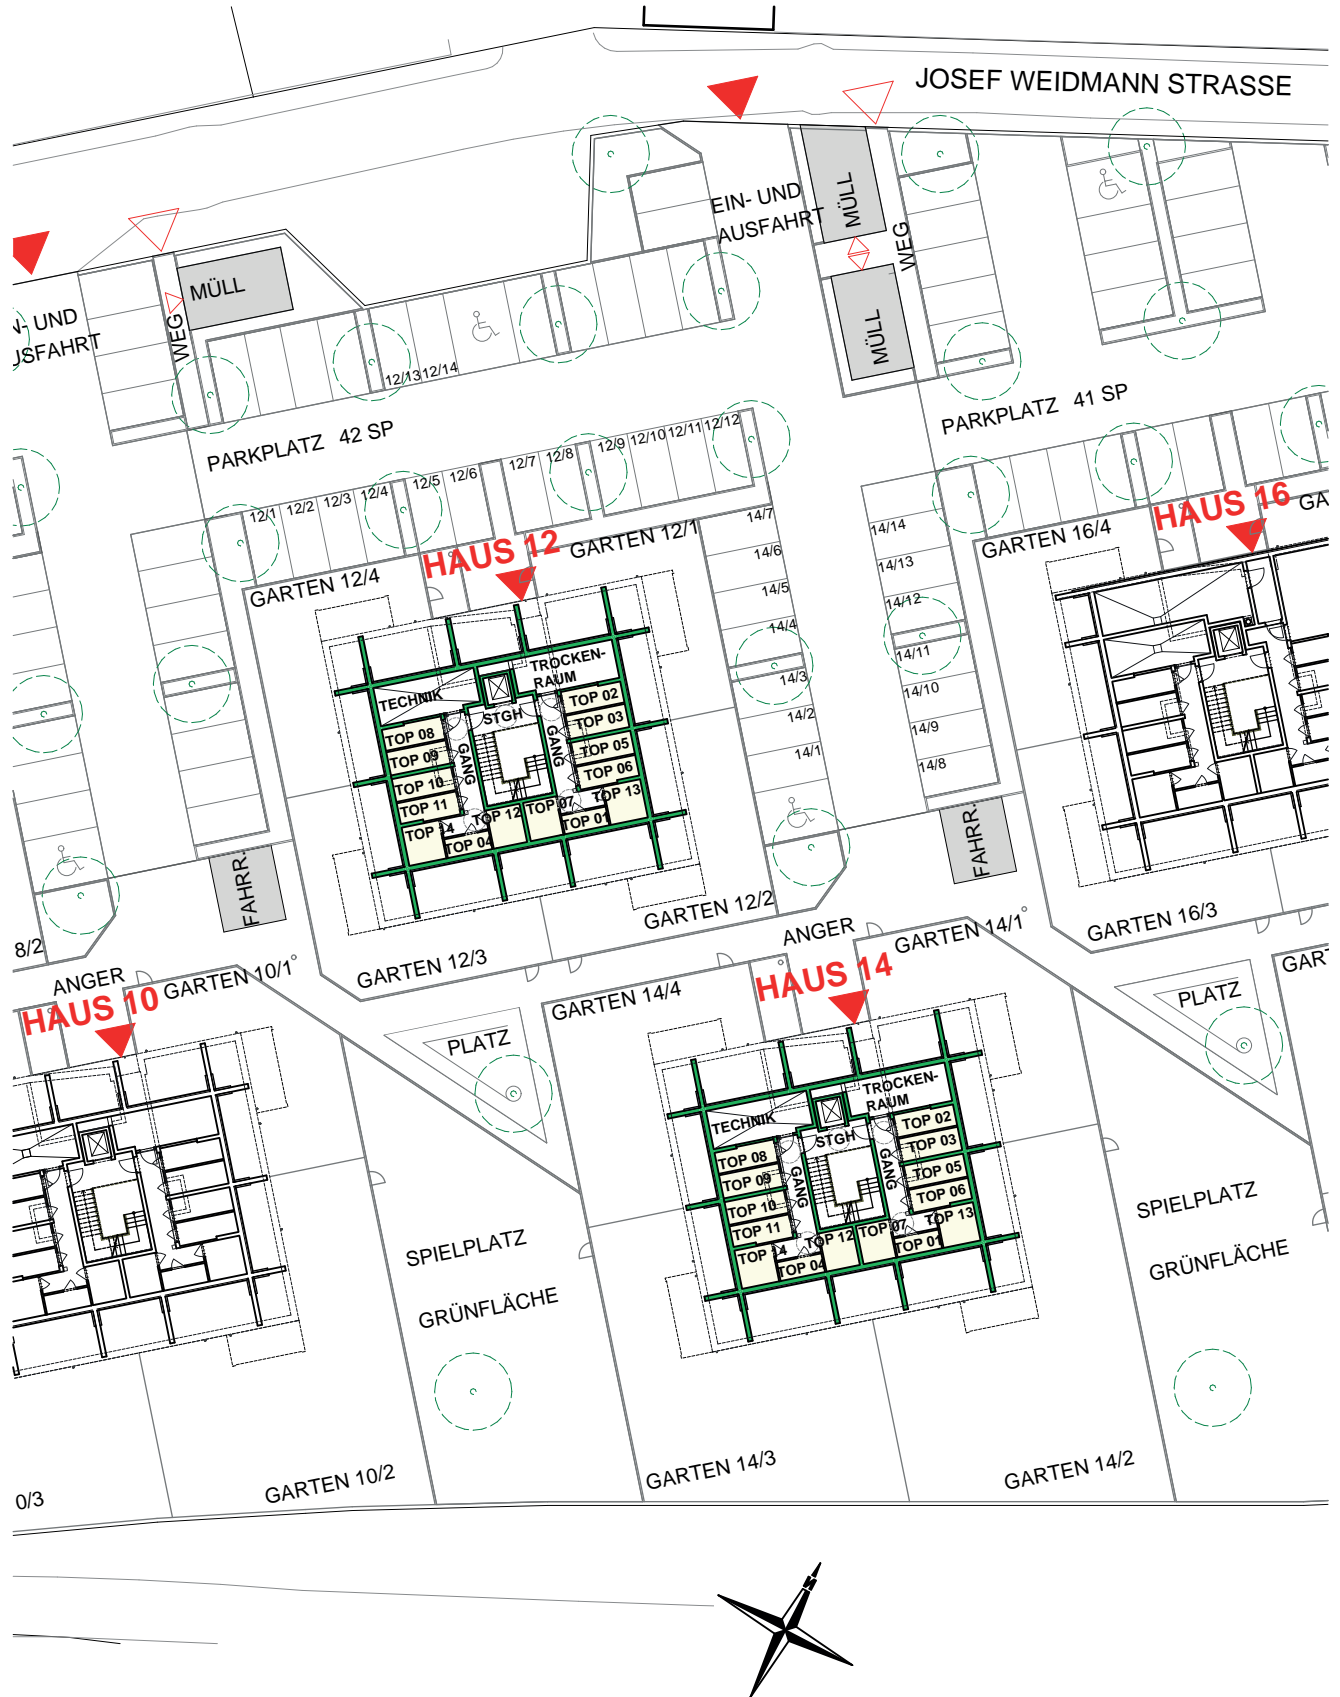 JOSEF WEIDMANN STRASSE
EIN- UND
AUSFAHRT
MÜLL
WEG
MÜLL
MÜLL
WEG
N- UND
USFAHRT
12/13
12/14
PARKPLATZ 42 SP
PARKPLATZ 41 SP
12/1
12/2
12/3
12/4
12/5
12/6
12/7
12/8
12/9
12/10
12/11
12/12
HAUS 12
GARTEN 12/1
GARTEN 12/4
14/7
14/6
14/5
14/4
14/3
14/2
14/1
14/14
14/13
14/12
14/11
14/10
14/9
14/8
HAUS 16
GA
GARTEN 16/4
TROCKEN-
RAUM
TECHNIK
STGH
GANG
GANG
TOP 02
TOP 03
TOP 05
TOP 06
TOP 13
TOP 08
TOP 09
TOP 10
TOP 11
TOP 14
TOP 04
TOP 12
TOP 07
TOP 01
FAHRR.
FAHRR.
8/2
ANGER
GARTEN 10/1
HAUS 10
GARTEN 12/3
GARTEN 12/2
ANGER
GARTEN 14/1
GARTEN 16/3
GART
PLATZ
PLATZ
GARTEN 14/4
HAUS 14
TROCKEN-
RAUM
TECHNIK
STGH
GANG
GANG
TOP 02
TOP 03
TOP 05
TOP 06
TOP 13
TOP 08
TOP 09
TOP 10
TOP 11
TOP 14
TOP 04
TOP 12
TOP 07
TOP 01
SPIELPLATZ
GRÜNFLÄCHE
SPIELPLATZ
GRÜNFLÄCHE
0/3
GARTEN 10/2
GARTEN 14/3
GARTEN 14/2
N